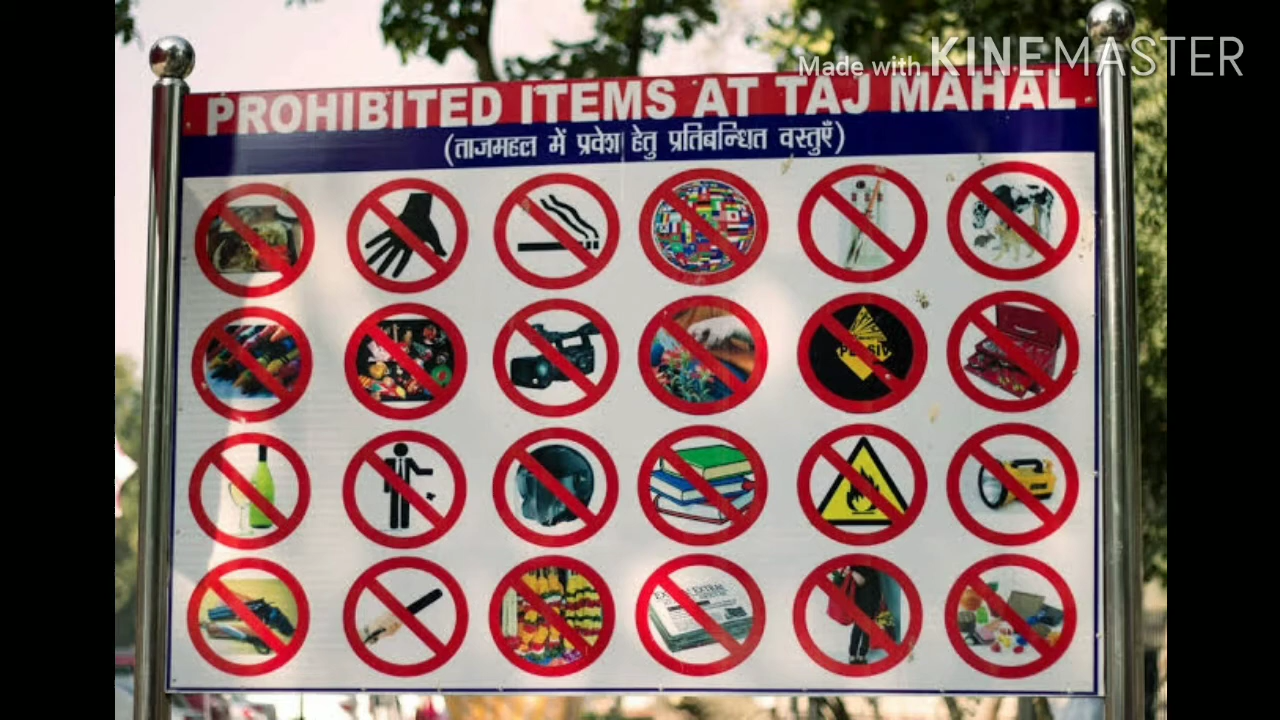 Made with KINEMASTER
PROHIBITED ITEMS AT TAJ MAHAL
(ताजमहल में प्रवेश हेतु प्रतिबन्धित वस्तुएँ)